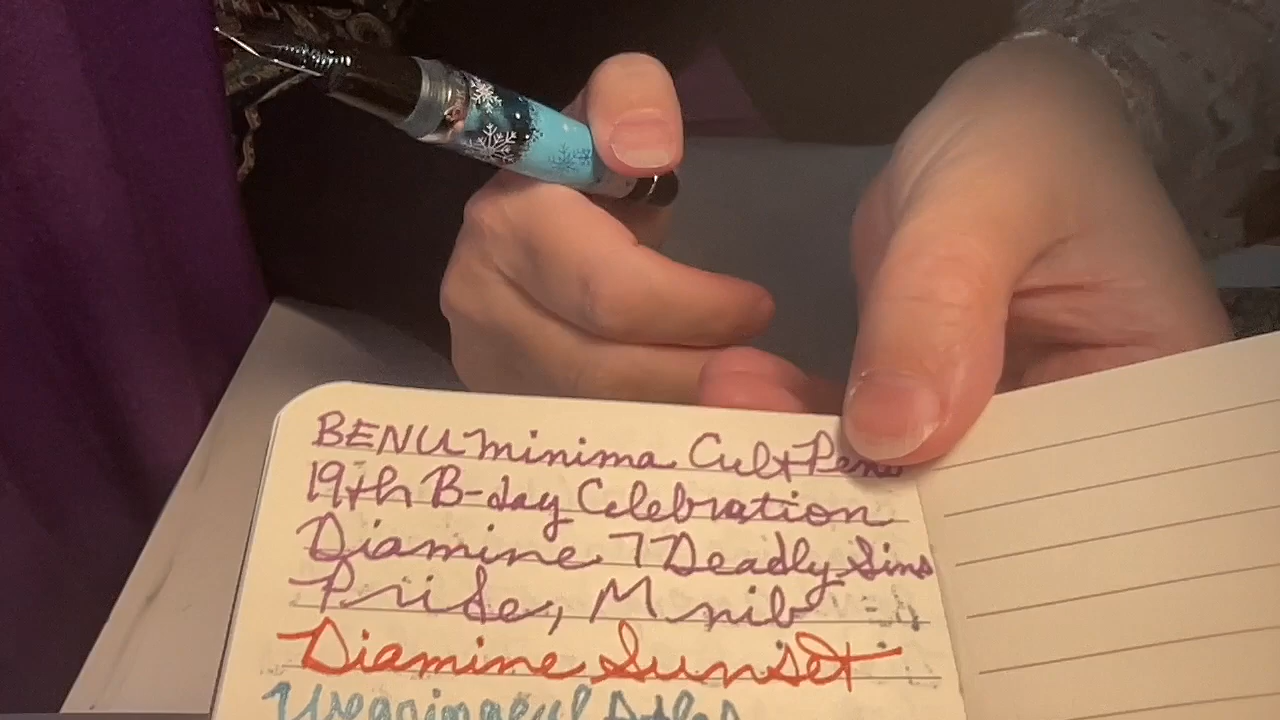 BENU Minima Cult Pens
19th B-day Celebration
Diamine 7 Deadly Sins
Pride, M nib
Diamine Sunset